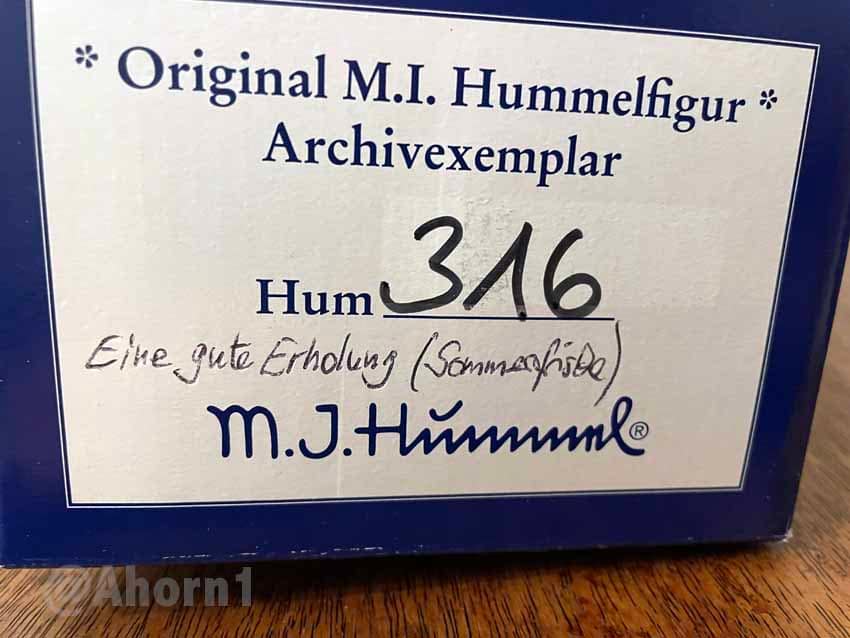 * Original M.I. Hummelfigur *
Archivexemplar
Hum 316
Eine gute Erholung (Sommerfrische)
M.J.Hummel®
@Ahorn1